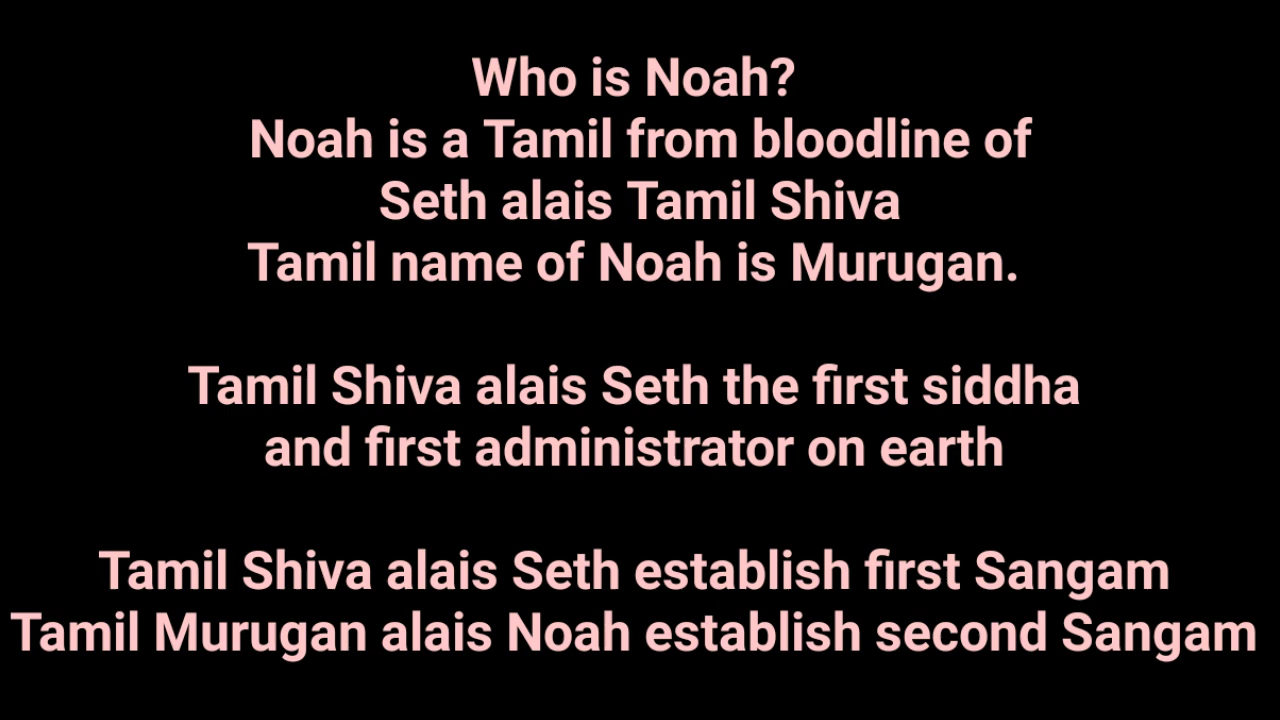 Who is Noah?
Noah is a Tamil from bloodline of
Seth alais Tamil Shiva
Tamil name of Noah is Murugan.
Tamil Shiva alais Seth the first siddha
and first administrator on earth
Tamil Shiva alais Seth establish first Sangam
Tamil Murugan alais Noah establish second Sangam